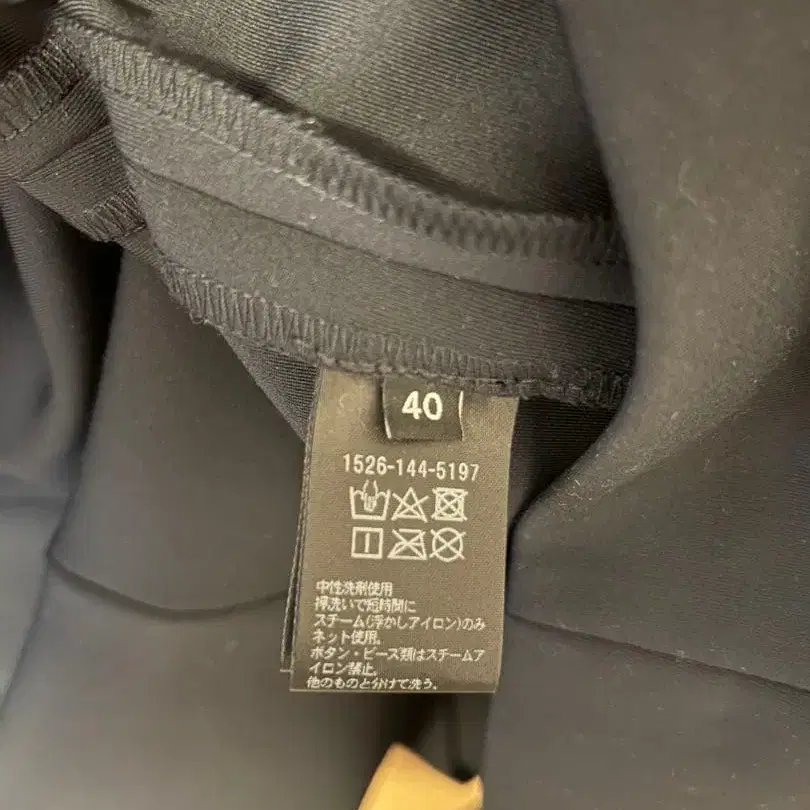 40
1526-144-5197
中性洗剤使用
押洗いで短時間に
スチーム(浮かしアイロン)のみ
ネット使用。
ボタン・ビース類はスチームア
イロン禁止。
他のものと分けて洗う。